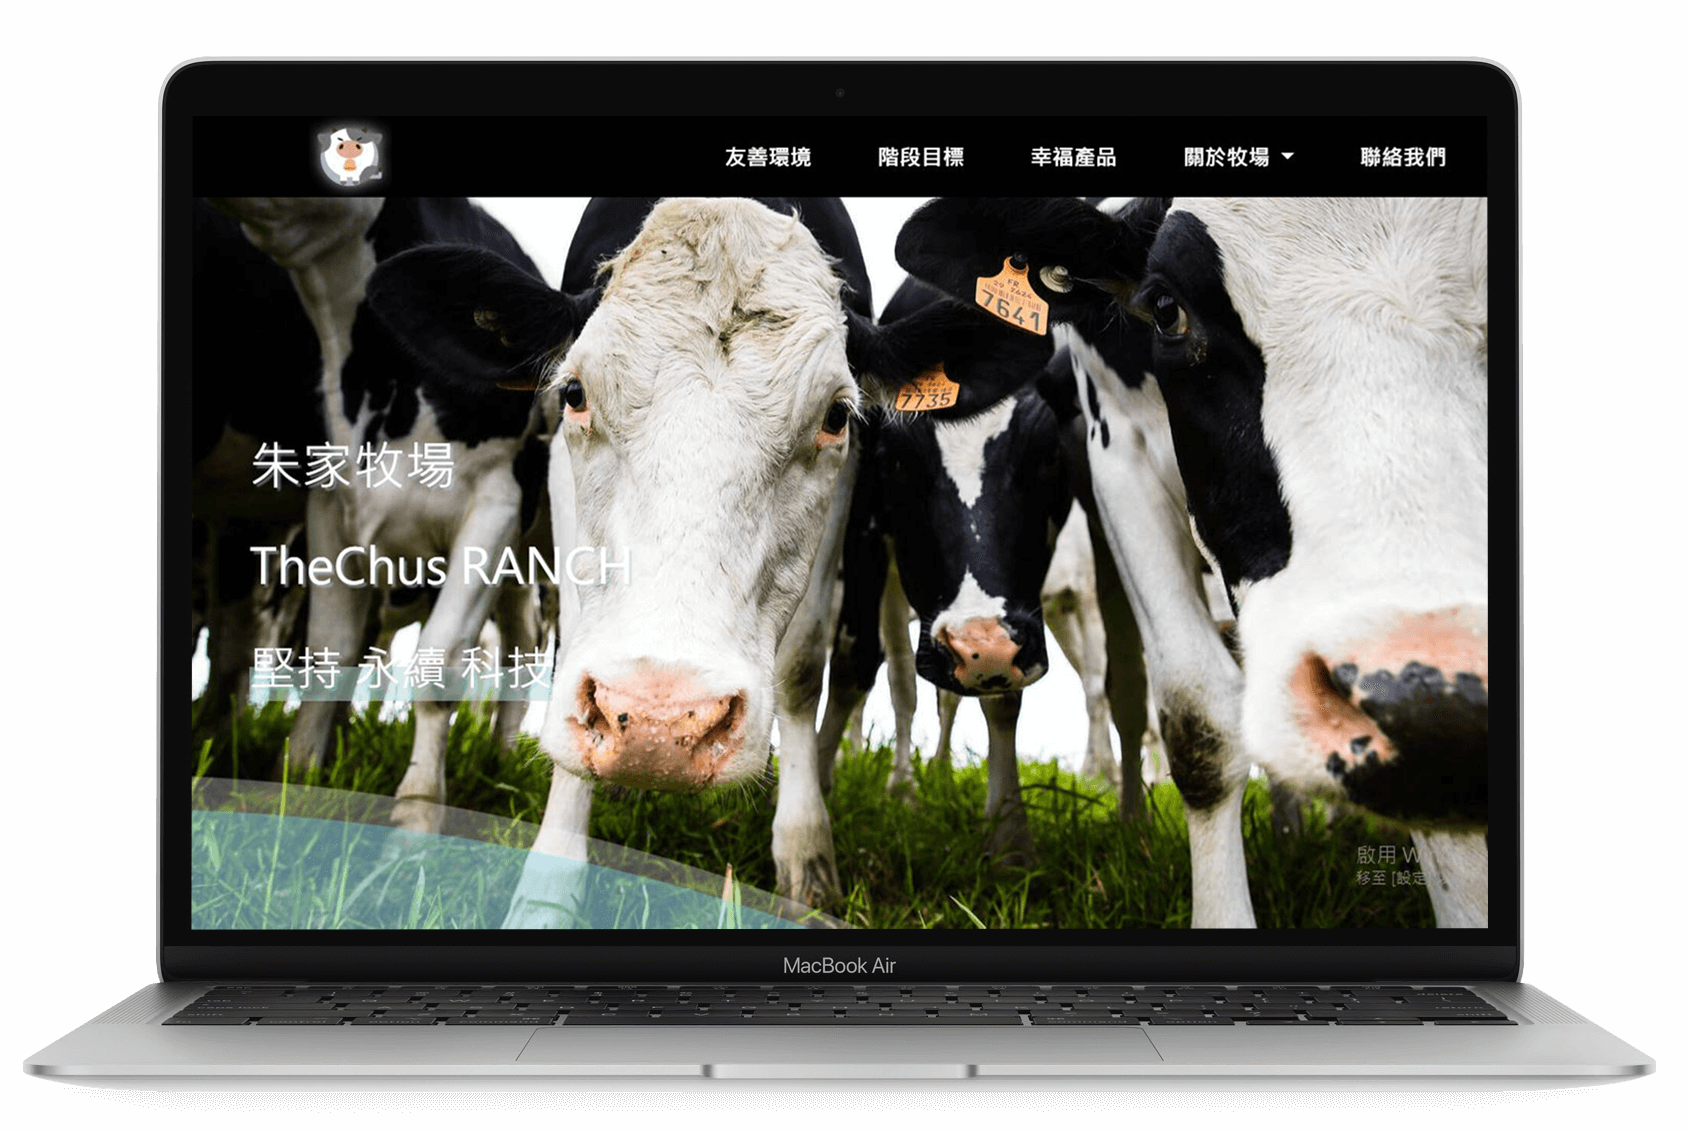 友善環境 階段目標 幸福產品 關於牧場 聯絡我們
FR
7641
7735
朱家牧場
TheChus RANCH
堅持 永續 科技
啟用 W
移至 [設定]
MacBook Air